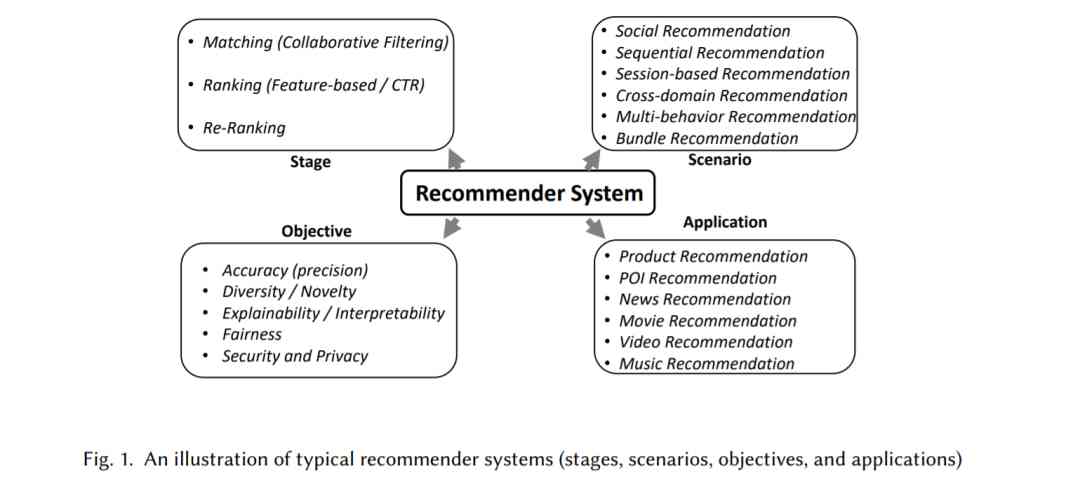 • Matching (Collaborative Filtering)
• Ranking (Feature-based / CTR)
• Re-Ranking
Stage
• Social Recommendation
• Sequential Recommendation
• Session-based Recommendation
• Cross-domain Recommendation
• Multi-behavior Recommendation
• Bundle Recommendation
Scenario
Recommender System
Objective
• Accuracy (precision)
• Diversity / Novelty
• Explainability / Interpretability
• Fairness
• Security and Privacy
Application
• Product Recommendation
• POI Recommendation
• News Recommendation
• Movie Recommendation
• Video Recommendation
• Music Recommendation
Fig. 1. An illustration of typical recommender systems (stages, scenarios, objectives, and applications)